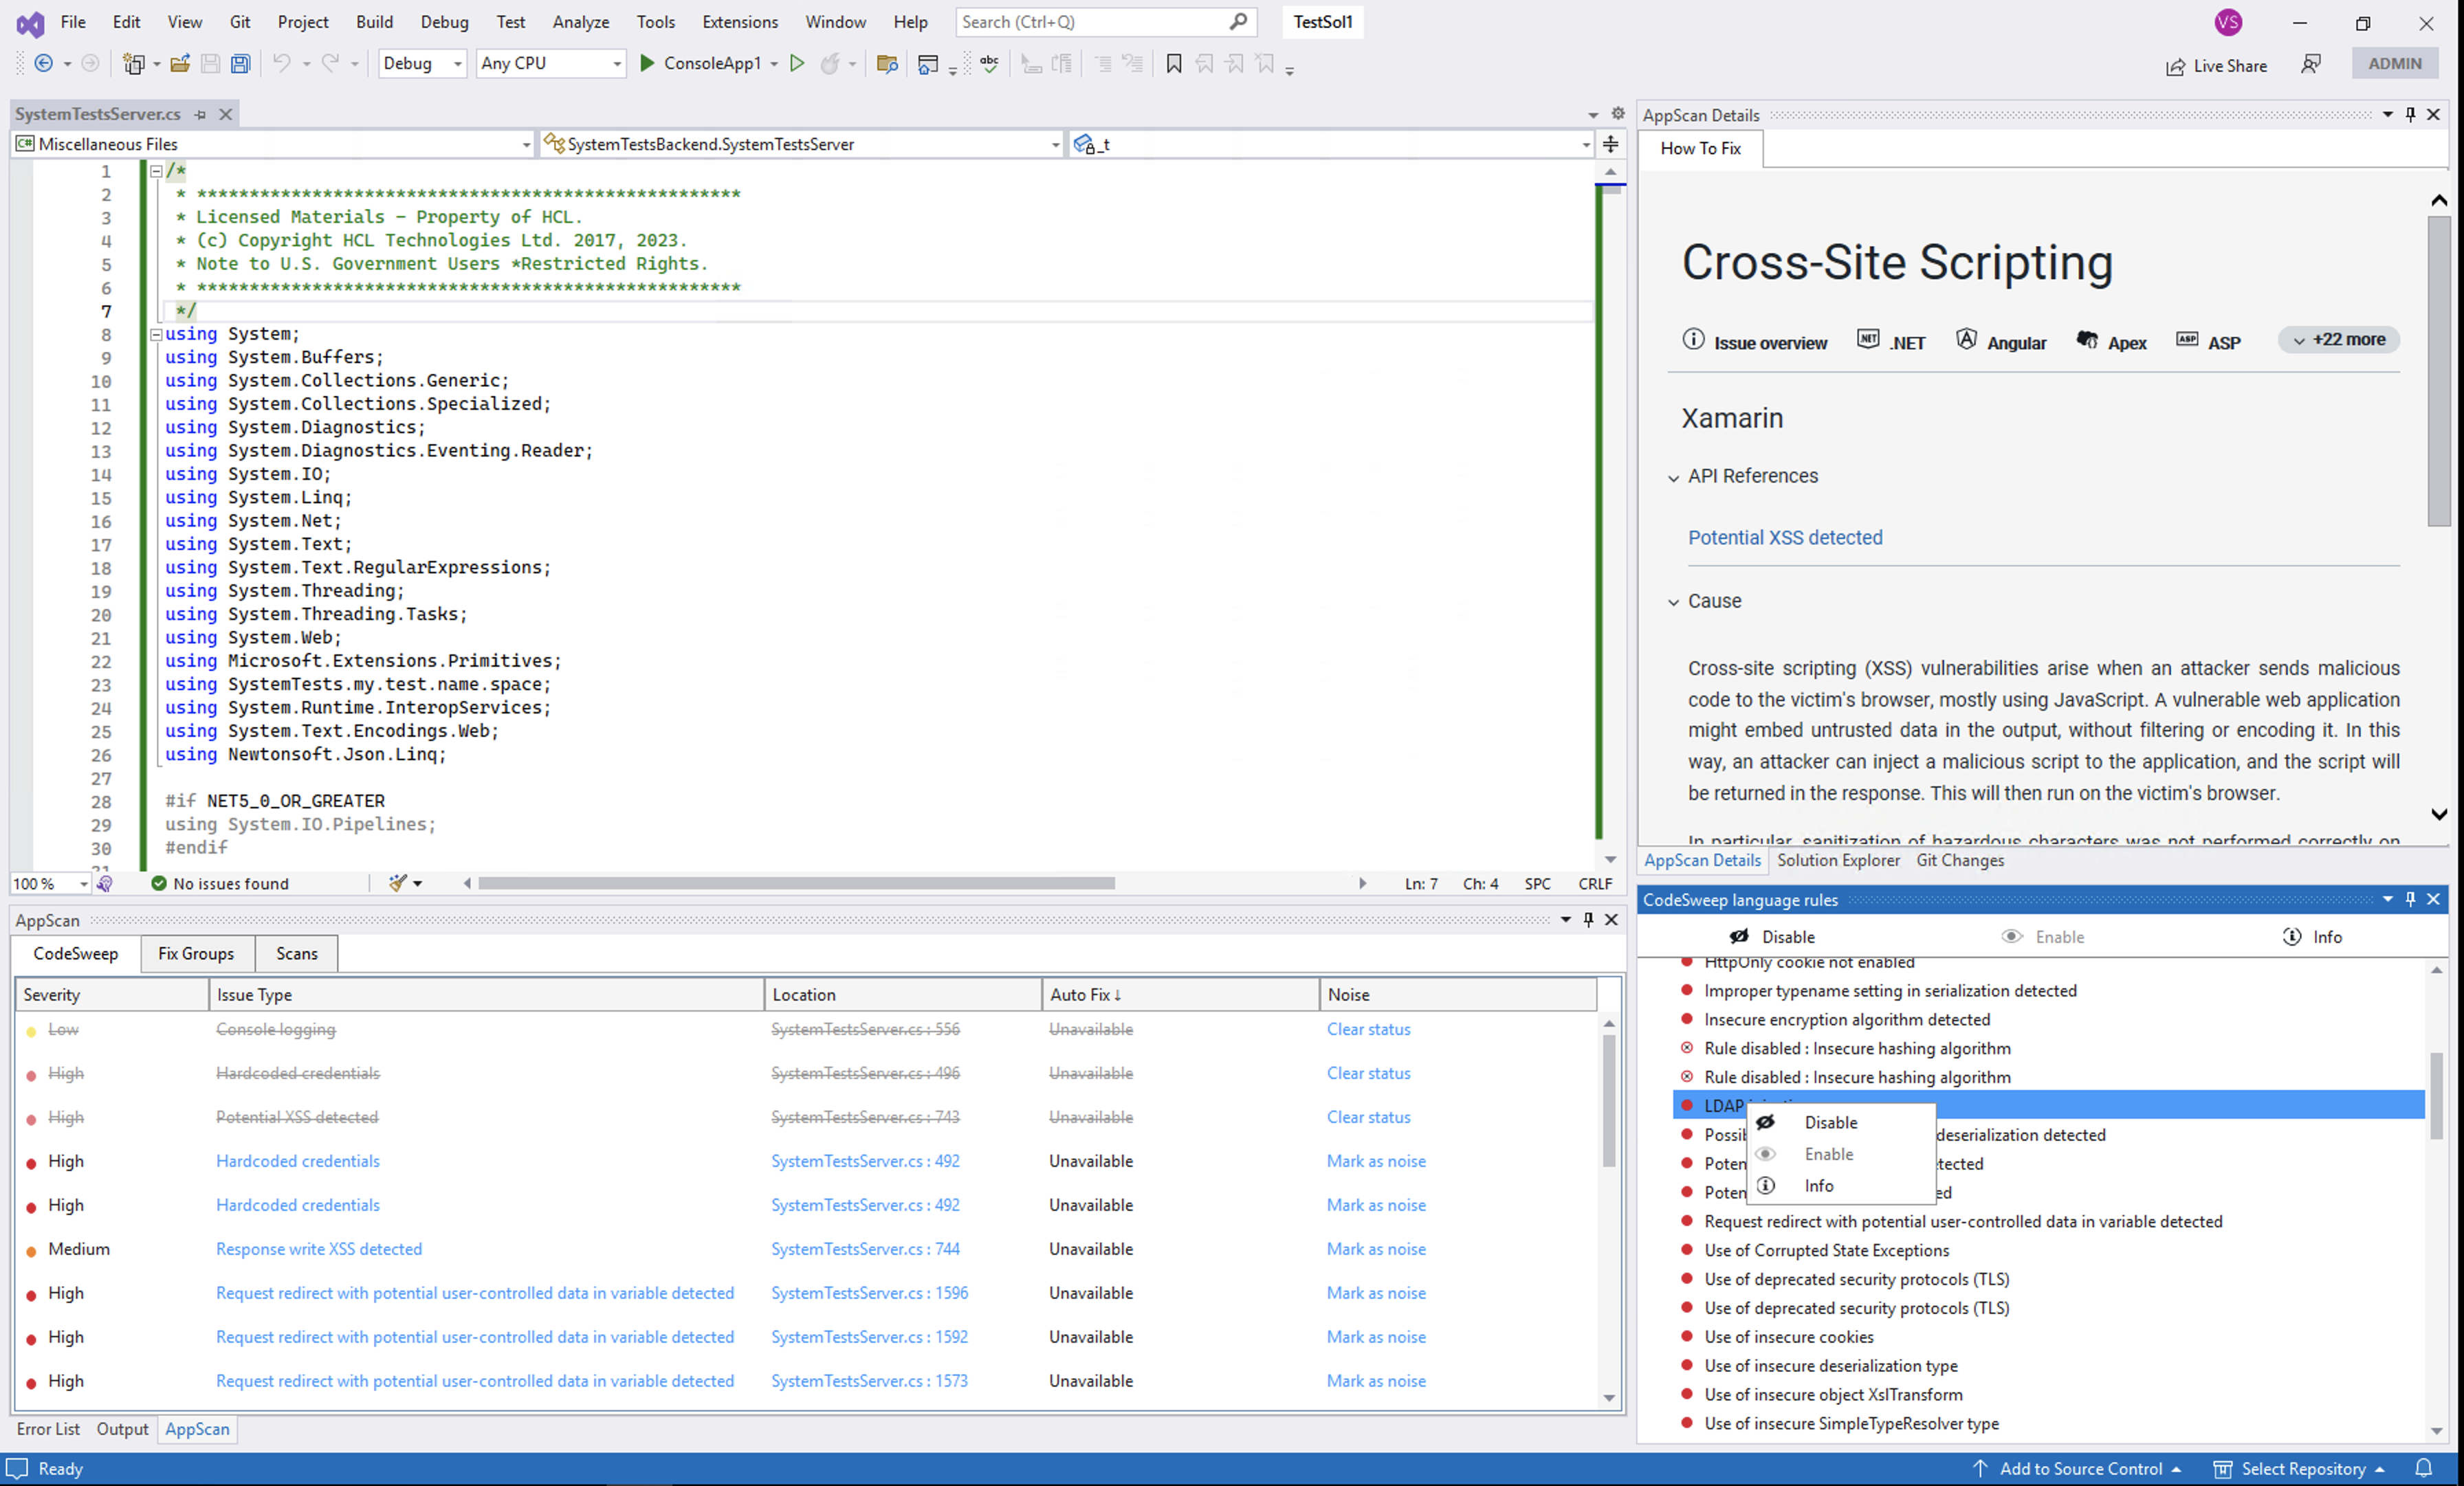 File Edit View Git Project Build Debug Test Analyze Tools Extensions Window Help Search (Ctrl+Q) TestSol1 VS
Debug Any CPU ConsoleApp1 abc Live Share ADMIN
SystemTestsServer.cs
C# Miscellaneous Files SystemTestsBackend.SystemTestsServer _t
1 /*
2 * ****************************************************
3 * Licensed Materials – Property of HCL.
4 * (c) Copyright HCL Technologies Ltd. 2017, 2023.
5 * Note to U.S. Government Users *Restricted Rights.
6 * ****************************************************
7 */
8 using System;
9 using System.Buffers;
10 using System.Collections.Generic;
11 using System.Collections.Specialized;
12 using System.Diagnostics;
13 using System.Diagnostics.Eventing.Reader;
14 using System.IO;
15 using System.Linq;
16 using System.Net;
17 using System.Text;
18 using System.Text.RegularExpressions;
19 using System.Threading;
20 using System.Threading.Tasks;
21 using System.Web;
22 using Microsoft.Extensions.Primitives;
23 using SystemTests.my.test.name.space;
24 using System.Runtime.InteropServices;
25 using System.Text.Encodings.Web;
26 using Newtonsoft.Json.Linq;
27
28 #if NET5_0_OR_GREATER
29 using System.IO.Pipelines;
30 #endif
100 % No issues found Ln: 7 Ch: 4 SPC CRLF
AppScan
CodeSweep Fix Groups Scans
Severity Issue Type Location Auto Fix ↓ Noise
Low Console logging SystemTestsServer.cs : 556 Unavailable Clear status
High Hardcoded credentials SystemTestsServer.cs : 496 Unavailable Clear status
High Potential XSS detected SystemTestsServer.cs : 743 Unavailable Clear status
High Hardcoded credentials SystemTestsServer.cs : 492 Unavailable Mark as noise
High Hardcoded credentials SystemTestsServer.cs : 492 Unavailable Mark as noise
Medium Response write XSS detected SystemTestsServer.cs : 744 Unavailable Mark as noise
High Request redirect with potential user-controlled data in variable detected SystemTestsServer.cs : 1596 Unavailable Mark as noise
High Request redirect with potential user-controlled data in variable detected SystemTestsServer.cs : 1592 Unavailable Mark as noise
High Request redirect with potential user-controlled data in variable detected SystemTestsServer.cs : 1573 Unavailable Mark as noise
Error List Output AppScan
AppScan Details
How To Fix
Cross-Site Scripting
Issue overview .NET .NET Angular Apex ASP ASP +22 more
Xamarin
API References
Potential XSS detected
Cause
Cross-site scripting (XSS) vulnerabilities arise when an attacker sends malicious
code to the victim's browser, mostly using JavaScript. A vulnerable web application
might embed untrusted data in the output, without filtering or encoding it. In this
way, an attacker can inject a malicious script to the application, and the script will
be returned in the response. This will then run on the victim's browser.
In particular, sanitization of hazardous characters was not performed correctly on
AppScan Details Solution Explorer Git Changes
CodeSweep language rules
Disable Enable Info
HttpOnly cookie not enabled
Improper typename setting in serialization detected
Insecure encryption algorithm detected
Rule disabled : Insecure hashing algorithm
Rule disabled : Insecure hashing algorithm
LDAP
Disable
Enable
Info
deserialization detected
Request redirect with potential user-controlled data in variable detected
Use of Corrupted State Exceptions
Use of deprecated security protocols (TLS)
Use of deprecated security protocols (TLS)
Use of insecure cookies
Use of insecure deserialization type
Use of insecure object XslTransform
Use of insecure SimpleTypeResolver type
Ready Add to Source Control Select Repository